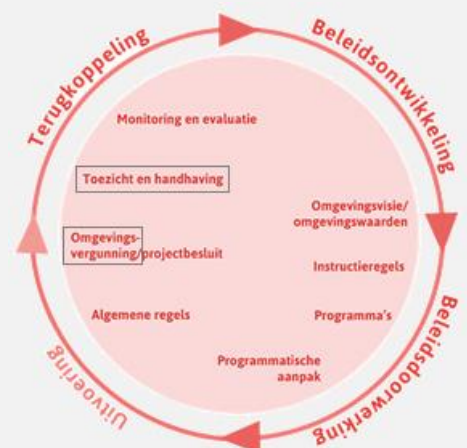 Terugkoppeling
Beleidsontwikkeling
Monitoring en evaluatie
Toezicht en handhaving
Omgevingsvisie/
omgevingswaarden
Omgevings-
vergunning/projectbesluit
Instructieregels
Algemene regels
Programma's
Programmatische
aanpak
Uitvoering
Beleidsdoorwerking